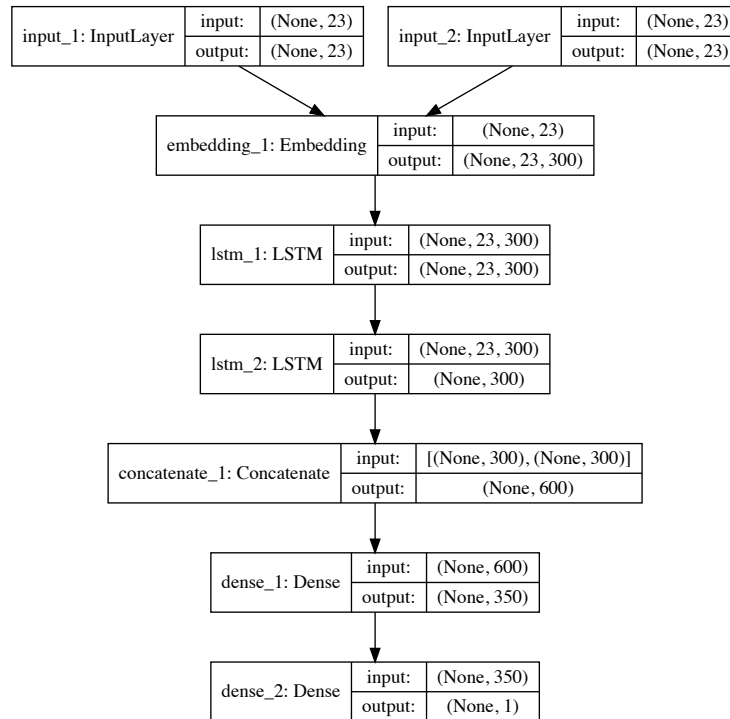 input_1: InputLayer input: (None, 23) output: (None, 23)
input_2: InputLayer input: (None, 23) output: (None, 23)
embedding_1: Embedding input: (None, 23) output: (None, 23, 300)
lstm_1: LSTM input: (None, 23, 300) output: (None, 23, 300)
lstm_2: LSTM input: (None, 23, 300) output: (None, 300)
concatenate_1: Concatenate input: [(None, 300), (None, 300)] output: (None, 600)
dense_1: Dense input: (None, 600) output: (None, 350)
dense_2: Dense input: (None, 350) output: (None, 1)